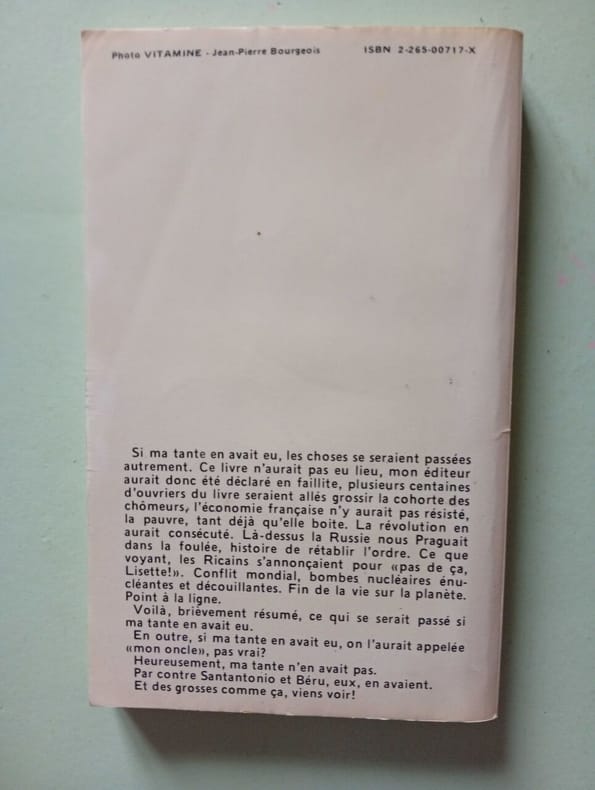 Photo VITAMINE - Jean-Pierre Bourgeois
ISBN 2-265-00717-X
Si ma tante en avait eu, les choses se seraient passées
autrement. Ce livre n'aurait pas eu lieu, mon éditeur
aurait donc été déclaré en faillite, plusieurs centaines
d'ouvriers du livre seraient allés grossir la cohorte des
chômeurs, l'économie française n'y aurait pas résisté,
la pauvre, tant déjà qu'elle boite. La révolution en
aurait consécuté. Là-dessus la Russie nous Praguait
dans la foulée, histoire de rétablir l'ordre. Ce que
voyant, les Ricains s'annonçaient pour «pas de ça,
Lisette!». Conflit mondial, bombes nucléaires énu-
cléantes et découillantes. Fin de la vie sur la planète.
Point à la ligne.
Voilà, brièvement résumé, ce qui se serait passé si
ma tante en avait eu.
En outre, si ma tante en avait eu, on l'aurait appelée
«mon oncle», pas vrai?
Heureusement, ma tante n'en avait pas.
Par contre Santantonio et Béru, eux, en avaient.
Et des grosses comme ça, viens voir!